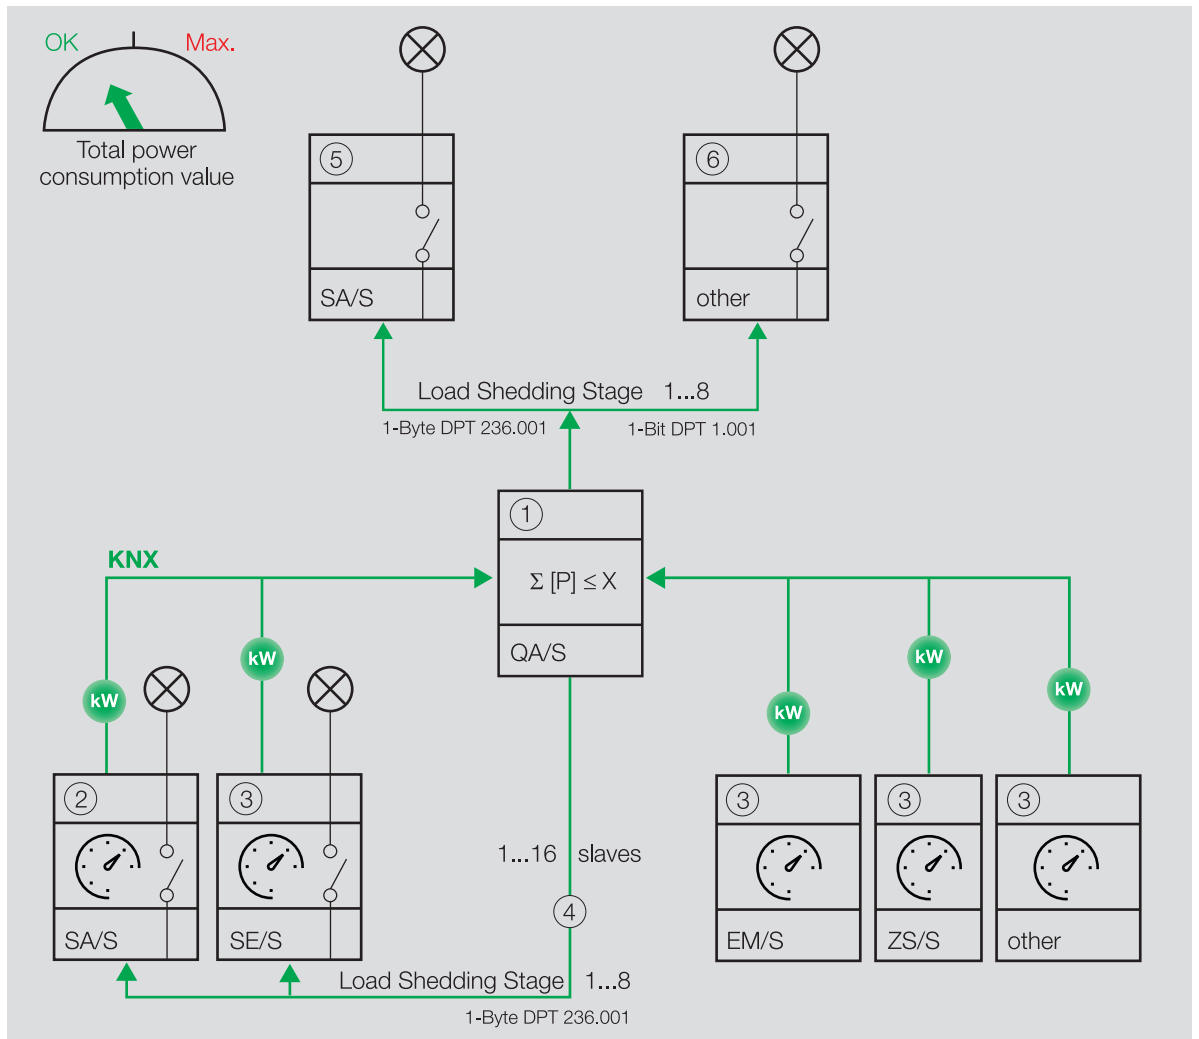 OK
Max.
Total power
consumption value
5
SA/S
6
other
Load Shedding Stage 1...8
1-Byte DPT 236.001
1-Bit DPT 1.001
1
Σ [P] ≤ X
QA/S
KNX
kW
kW
kW
kW
kW
2
SA/S
3
SE/S
1...16 slaves
4
3
EM/S
3
ZS/S
3
other
Load Shedding Stage 1...8
1-Byte DPT 236.001